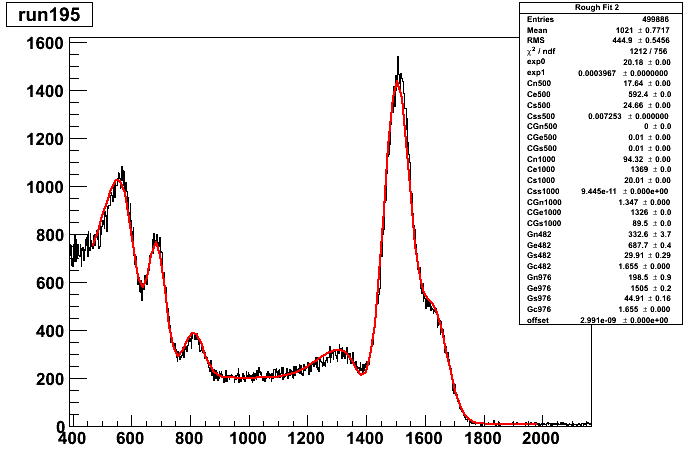 run195
Rough Fit 2
Entries 499886
Mean 1021 ± 0.7717
RMS 444.9 ± 0.5456
χ² / ndf 1212 / 756
exp0 20.18 ± 0.00
exp1 0.0003967 ± 0.0000000
Cn500 17.64 ± 0.00
Ce500 592.4 ± 0.0
Cs500 24.66 ± 0.00
Css500 0.007253 ± 0.000000
CGn500 0 ± 0.0
CGe500 0.01 ± 0.00
CGs500 0.01 ± 0.00
Cn1000 94.32 ± 0.00
Ce1000 1369 ± 0.0
Cs1000 20.01 ± 0.00
Css1000 9.445e-11 ± 0.000e+00
CGn1000 1.347 ± 0.000
CGe1000 1326 ± 0.0
CGs1000 89.5 ± 0.0
Gn482 332.6 ± 3.7
Ge482 687.7 ± 0.4
Gs482 29.91 ± 0.29
Gc482 1.655 ± 0.000
Gn976 198.5 ± 0.9
Ge976 1505 ± 0.2
Gs976 44.91 ± 0.16
Gc976 1.655 ± 0.000
offset 2.991e-09 ± 0.000e+00
1600
1400
1200
1000
800
600
400
200
0
400 600 800 1000 1200 1400 1600 1800 2000